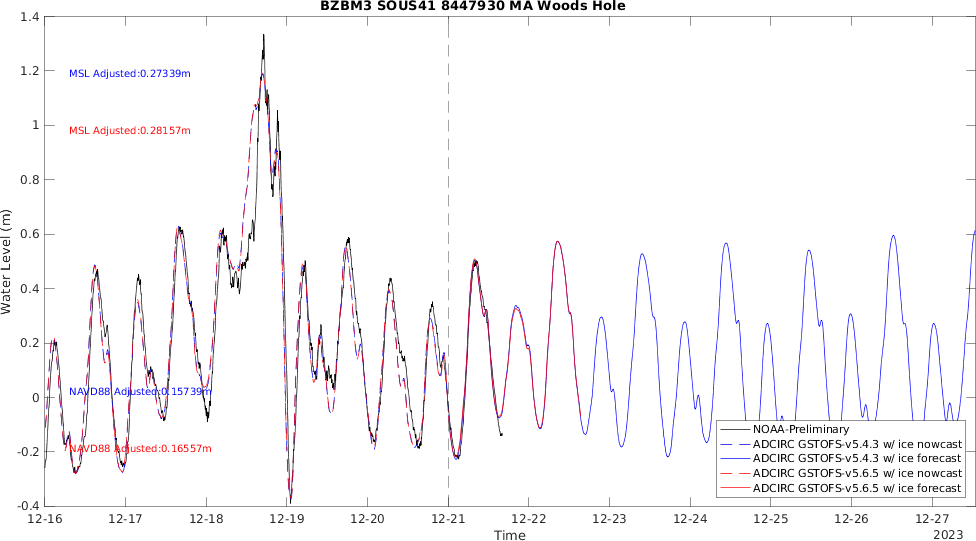 BZBM3 SOUS41 8447930 MA Woods Hole
1.4
1.2
1
0.8
0.6
0.4
0.2
0
-0.2
-0.4
Water Level (m)
MSL Adjusted:0.27339m
MSL Adjusted:0.28157m
NAVD88 Adjusted:0.15739m
NAVD88 Adjusted:0.16557m
NOAA-Preliminary
ADCIRC GSTOFS-v5.4.3 w/ ice nowcast
ADCIRC GSTOFS-v5.4.3 w/ ice forecast
ADCIRC GSTOFS-v5.6.5 w/ ice nowcast
ADCIRC GSTOFS-v5.6.5 w/ ice forecast
12-16 12-17 12-18 12-19 12-20 12-21 12-22 12-23 12-24 12-25 12-26 12-27
2023
Time